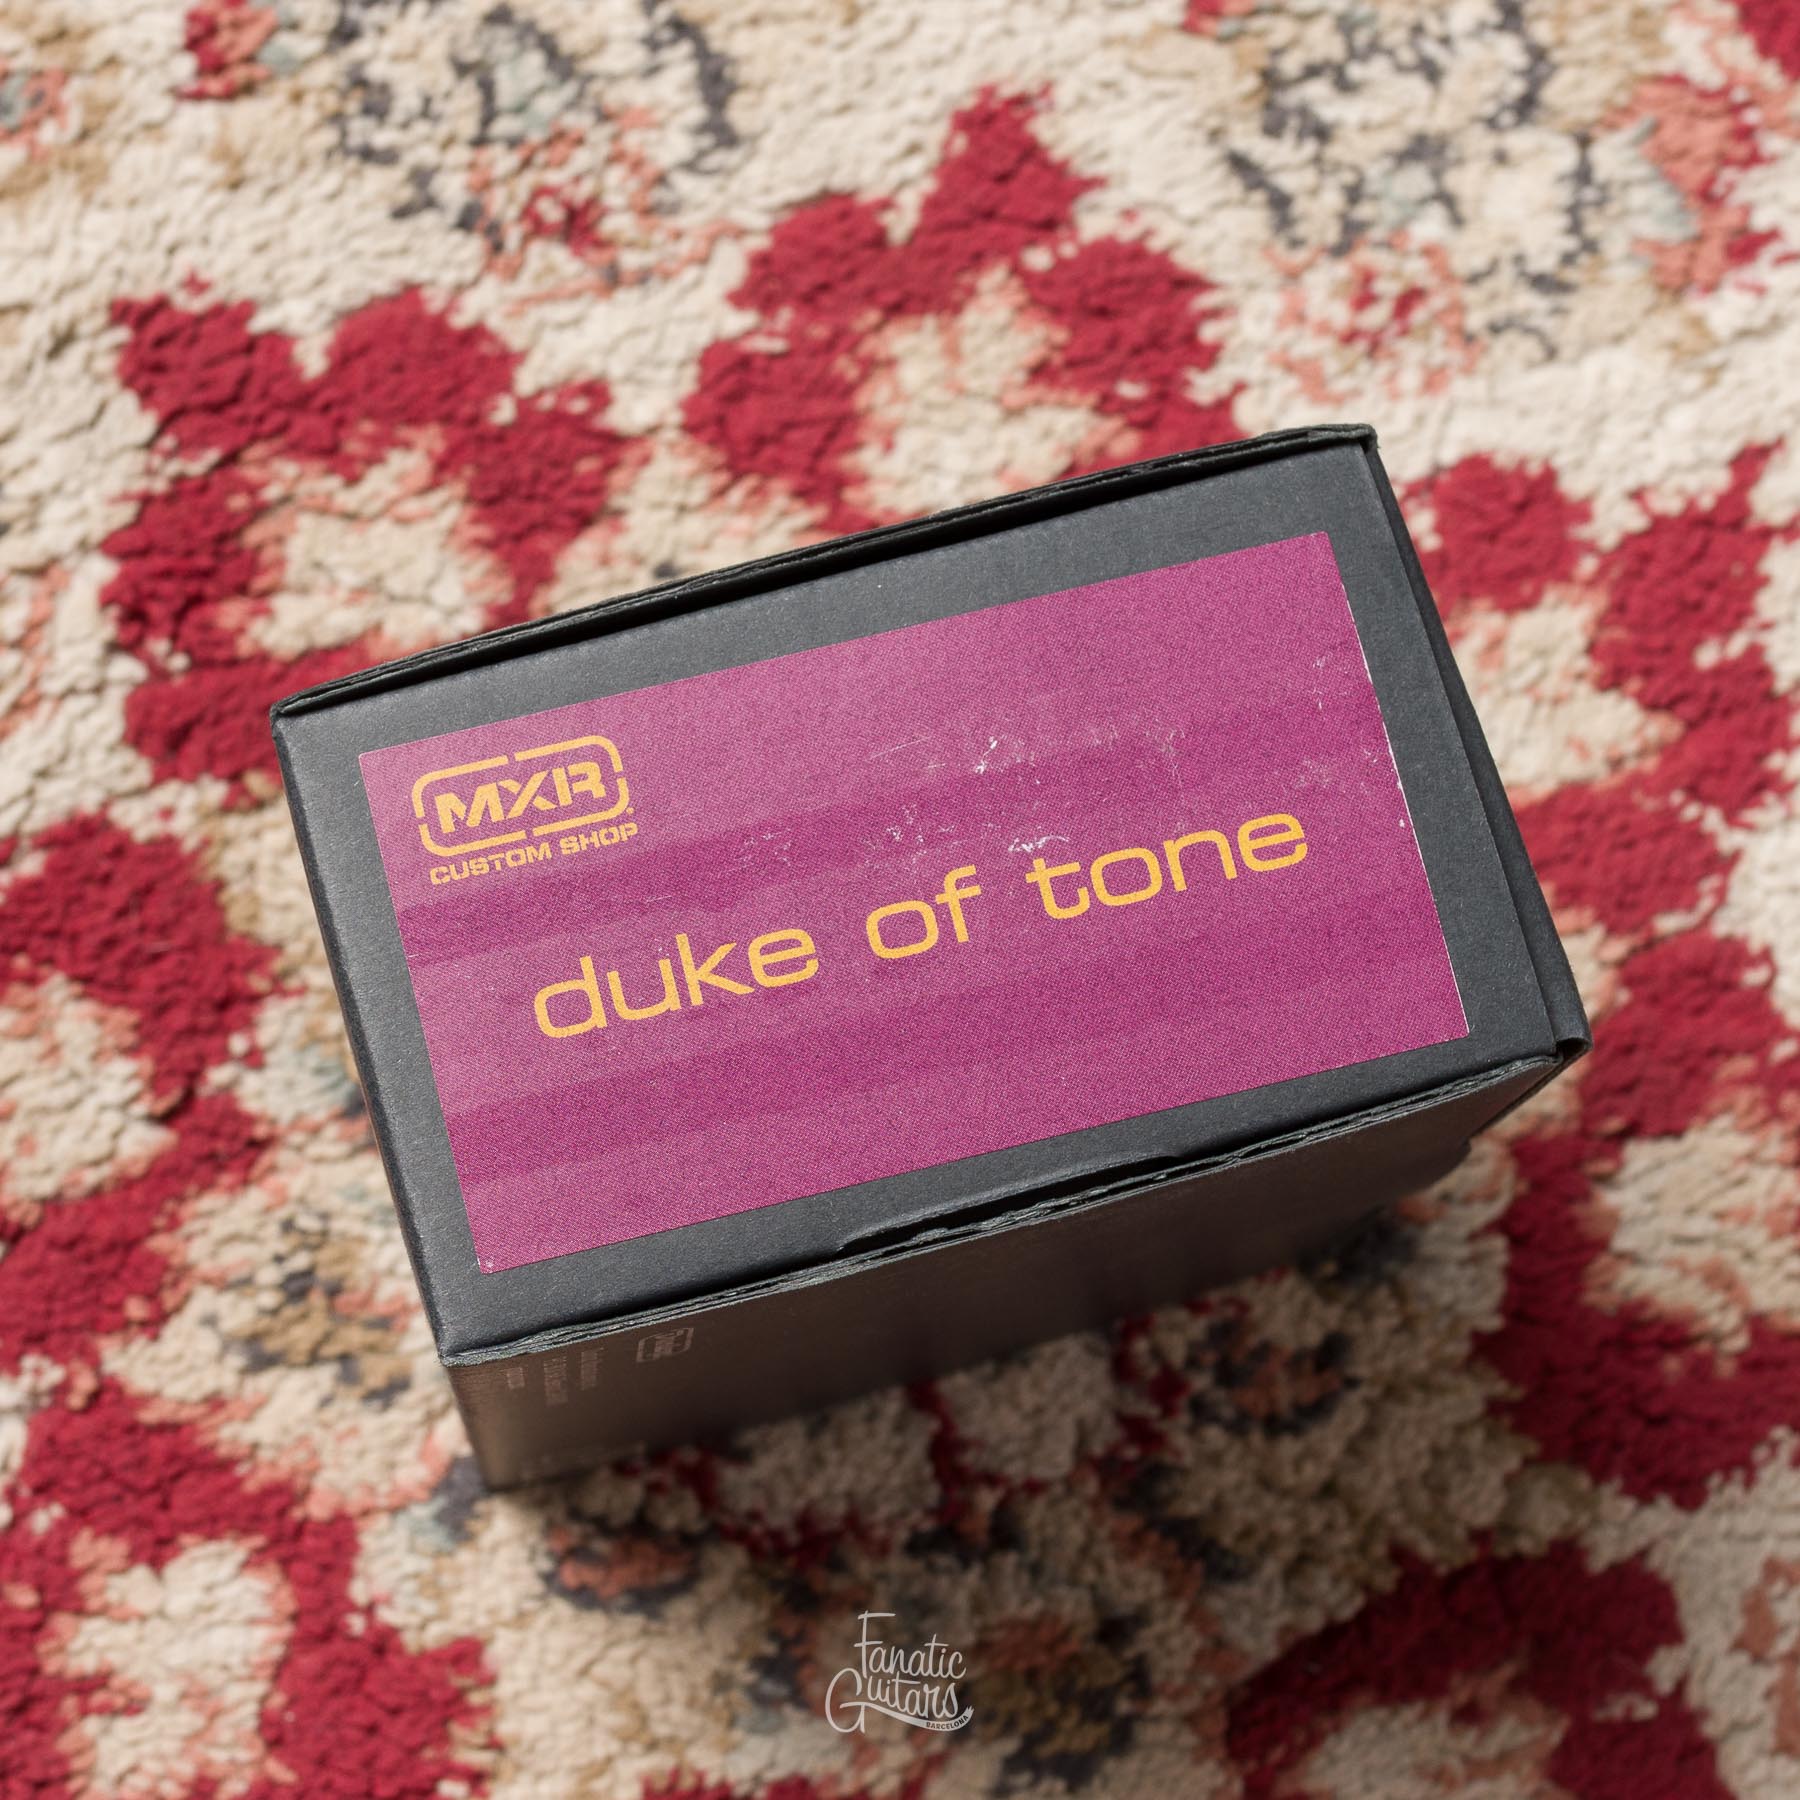 MXR
CUSTOM SHOP
duke of tone
Fanatic
Guitars
BARCELONA